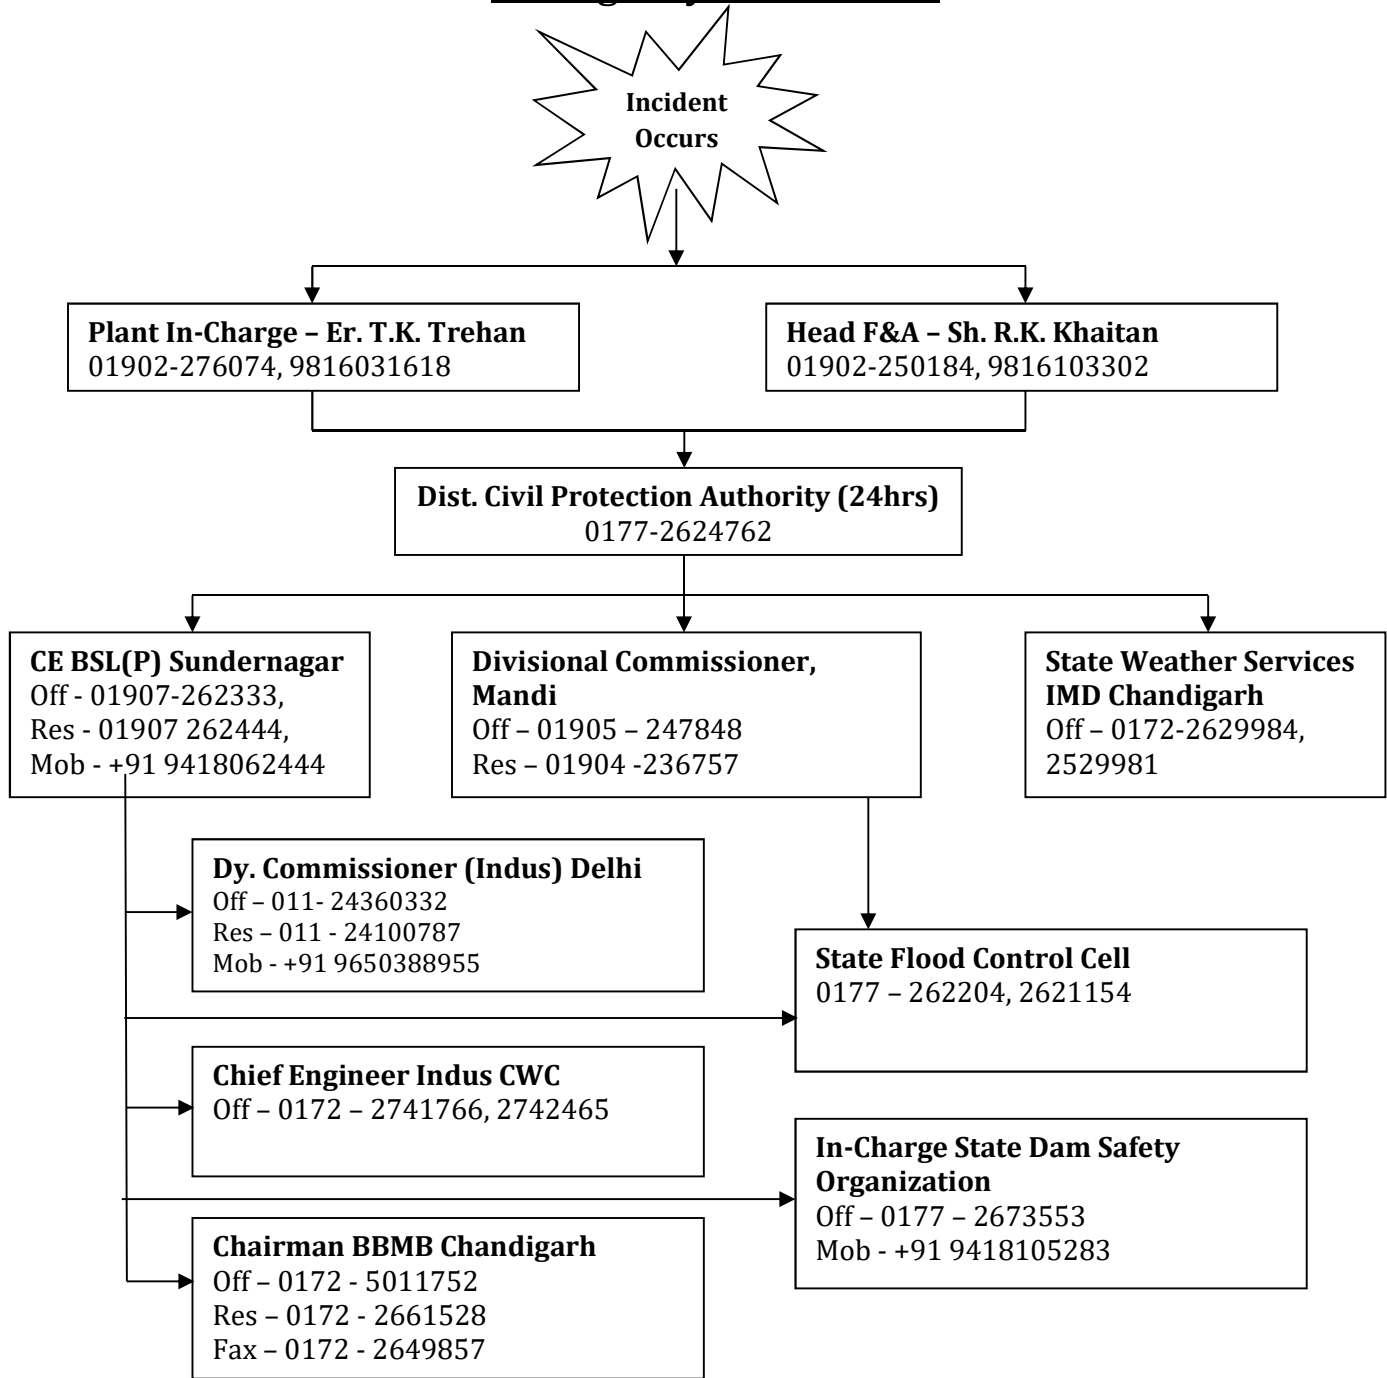 Incident
Occurs
Plant In-Charge – Er. T.K. Trehan
01902-276074, 9816031618
Head F&A – Sh. R.K. Khaitan
01902-250184, 9816103302
Dist. Civil Protection Authority (24hrs)
0177-2624762
CE BSL(P) Sundernagar
Off - 01907-262333,
Res - 01907 262444,
Mob - +91 9418062444
Divisional Commissioner,
Mandi
Off – 01905 – 247848
Res – 01904 -236757
State Weather Services
IMD Chandigarh
Off – 0172-2629984,
2529981
Dy. Commissioner (Indus) Delhi
Off – 011- 24360332
Res – 011 - 24100787
Mob - +91 9650388955
State Flood Control Cell
0177 – 262204, 2621154
Chief Engineer Indus CWC
Off – 0172 – 2741766, 2742465
In-Charge State Dam Safety
Organization
Off – 0177 – 2673553
Mob - +91 9418105283
Chairman BBMB Chandigarh
Off – 0172 - 5011752
Res – 0172 - 2661528
Fax – 0172 - 2649857